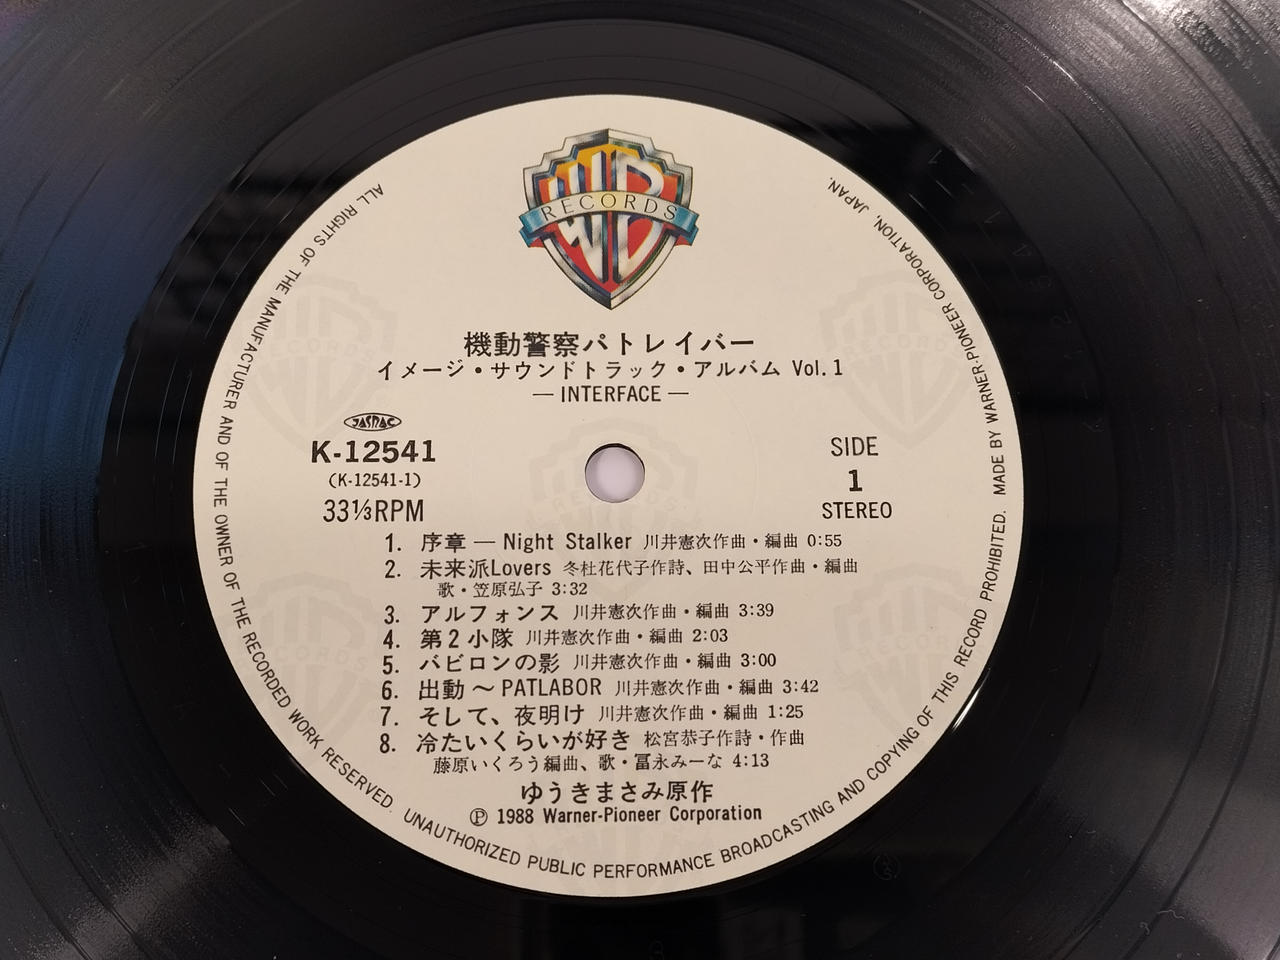 WB
RECORDS
機動警察パトレイバー
イメージ・サウンドトラック・アルバム Vol.1
— INTERFACE —
JASRAC
K-12541
(K-12541-1)
33⅓RPM
SIDE
1
STEREO
1. 序章 — Night Stalker 川井憲次作曲・編曲 0:55
2. 未来派Lovers 冬杜花代子作詩、田中公平作曲・編曲
歌・笠原弘子 3:32
3. アルフォンス 川井憲次作曲・編曲 3:39
4. 第2小隊 川井憲次作曲・編曲 2:03
5. バビロンの影 川井憲次作曲・編曲 3:00
6. 出動〜PATLABOR 川井憲次作曲・編曲 3:42
7. そして、夜明け 川井憲次作曲・編曲 1:25
8. 冷たいくらいが好き 松宮恭子作詩・作曲
藤原いくろう編曲、歌・冨永みーな 4:13
ゆうきまさみ原作
Ⓟ 1988 Warner-Pioneer Corporation
ALL RIGHTS OF THE MANUFACTURER AND OF THE OWNER OF THE RECORDED WORK RESERVED. UNAUTHORIZED PUBLIC PERFORMANCE BROADCASTING AND COPYING OF THIS RECORD PROHIBITED. MADE BY WARNER-PIONEER CORPORATION, JAPAN.